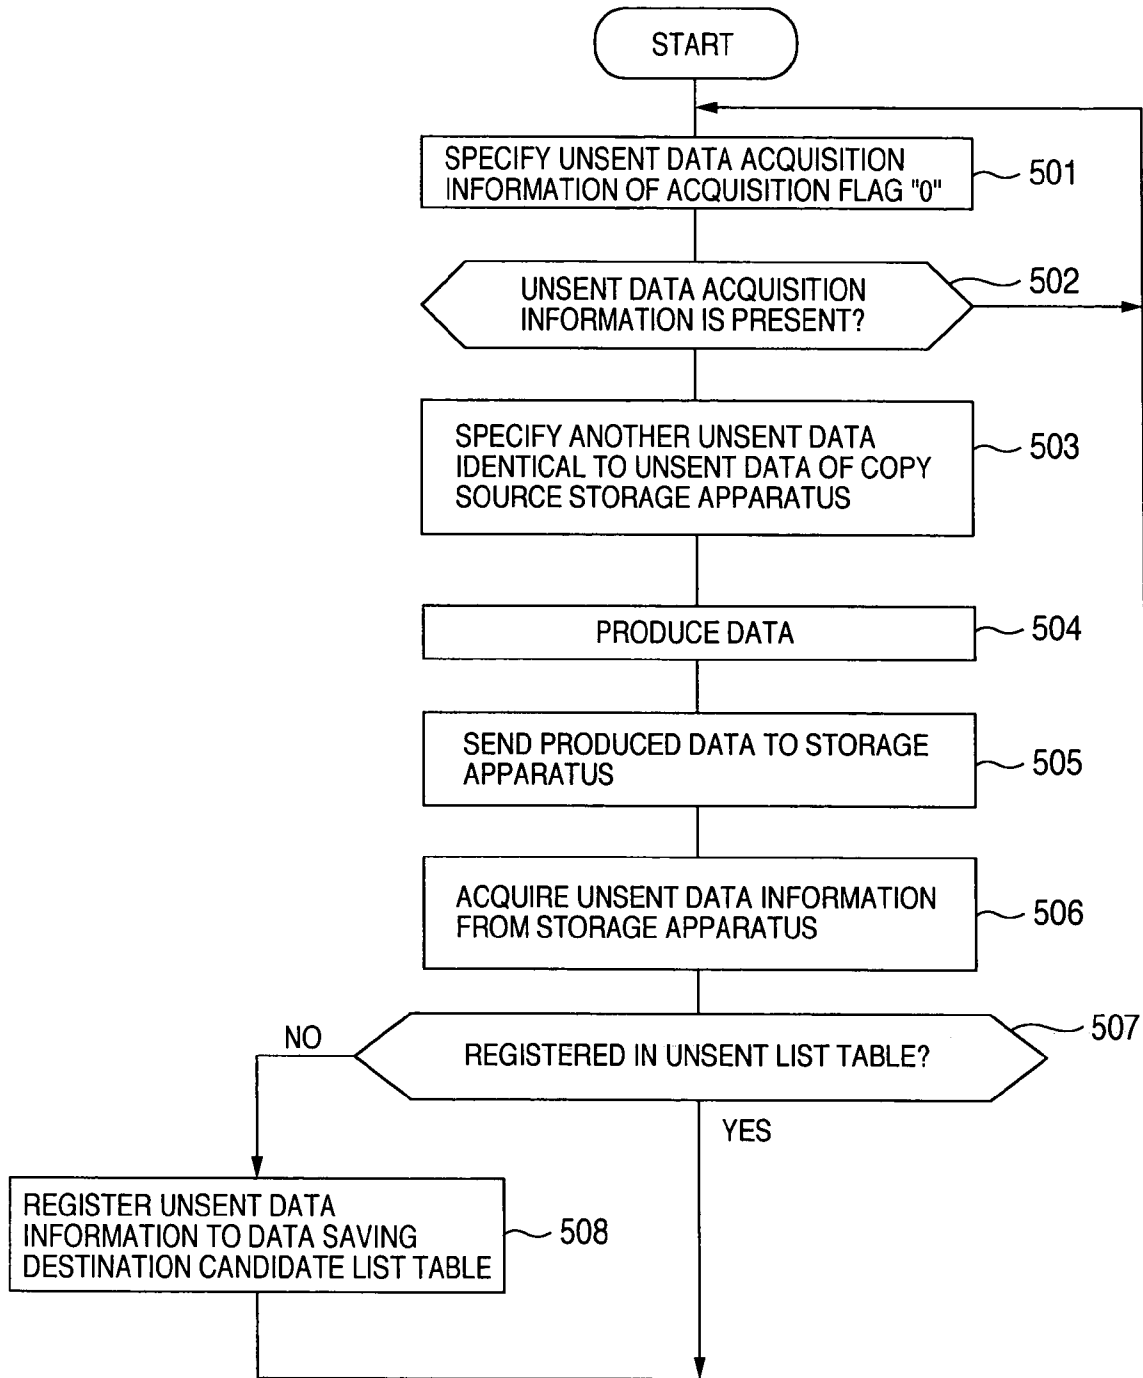 START
SPECIFY UNSENT DATA ACQUISITION
INFORMATION OF ACQUISITION FLAG "0"
501
UNSENT DATA ACQUISITION
INFORMATION IS PRESENT?
502
SPECIFY ANOTHER UNSENT DATA
IDENTICAL TO UNSENT DATA OF COPY
SOURCE STORAGE APPARATUS
503
PRODUCE DATA
504
SEND PRODUCED DATA TO STORAGE
APPARATUS
505
ACQUIRE UNSENT DATA INFORMATION
FROM STORAGE APPARATUS
506
REGISTERED IN UNSENT LIST TABLE?
507
NO
YES
REGISTER UNSENT DATA
INFORMATION TO DATA SAVING
DESTINATION CANDIDATE LIST TABLE
508